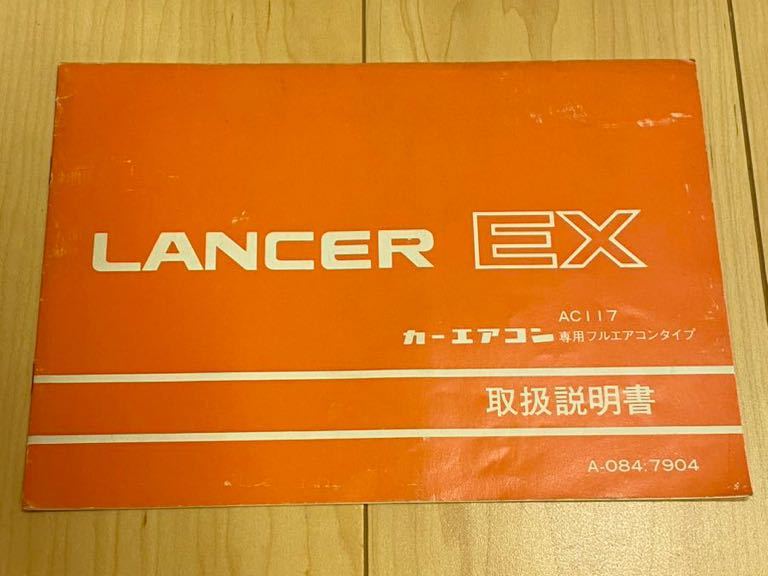 LANCER EX
AC117
カーエアコン 専用フルエアコンタイプ
取扱説明書
A-084:7904